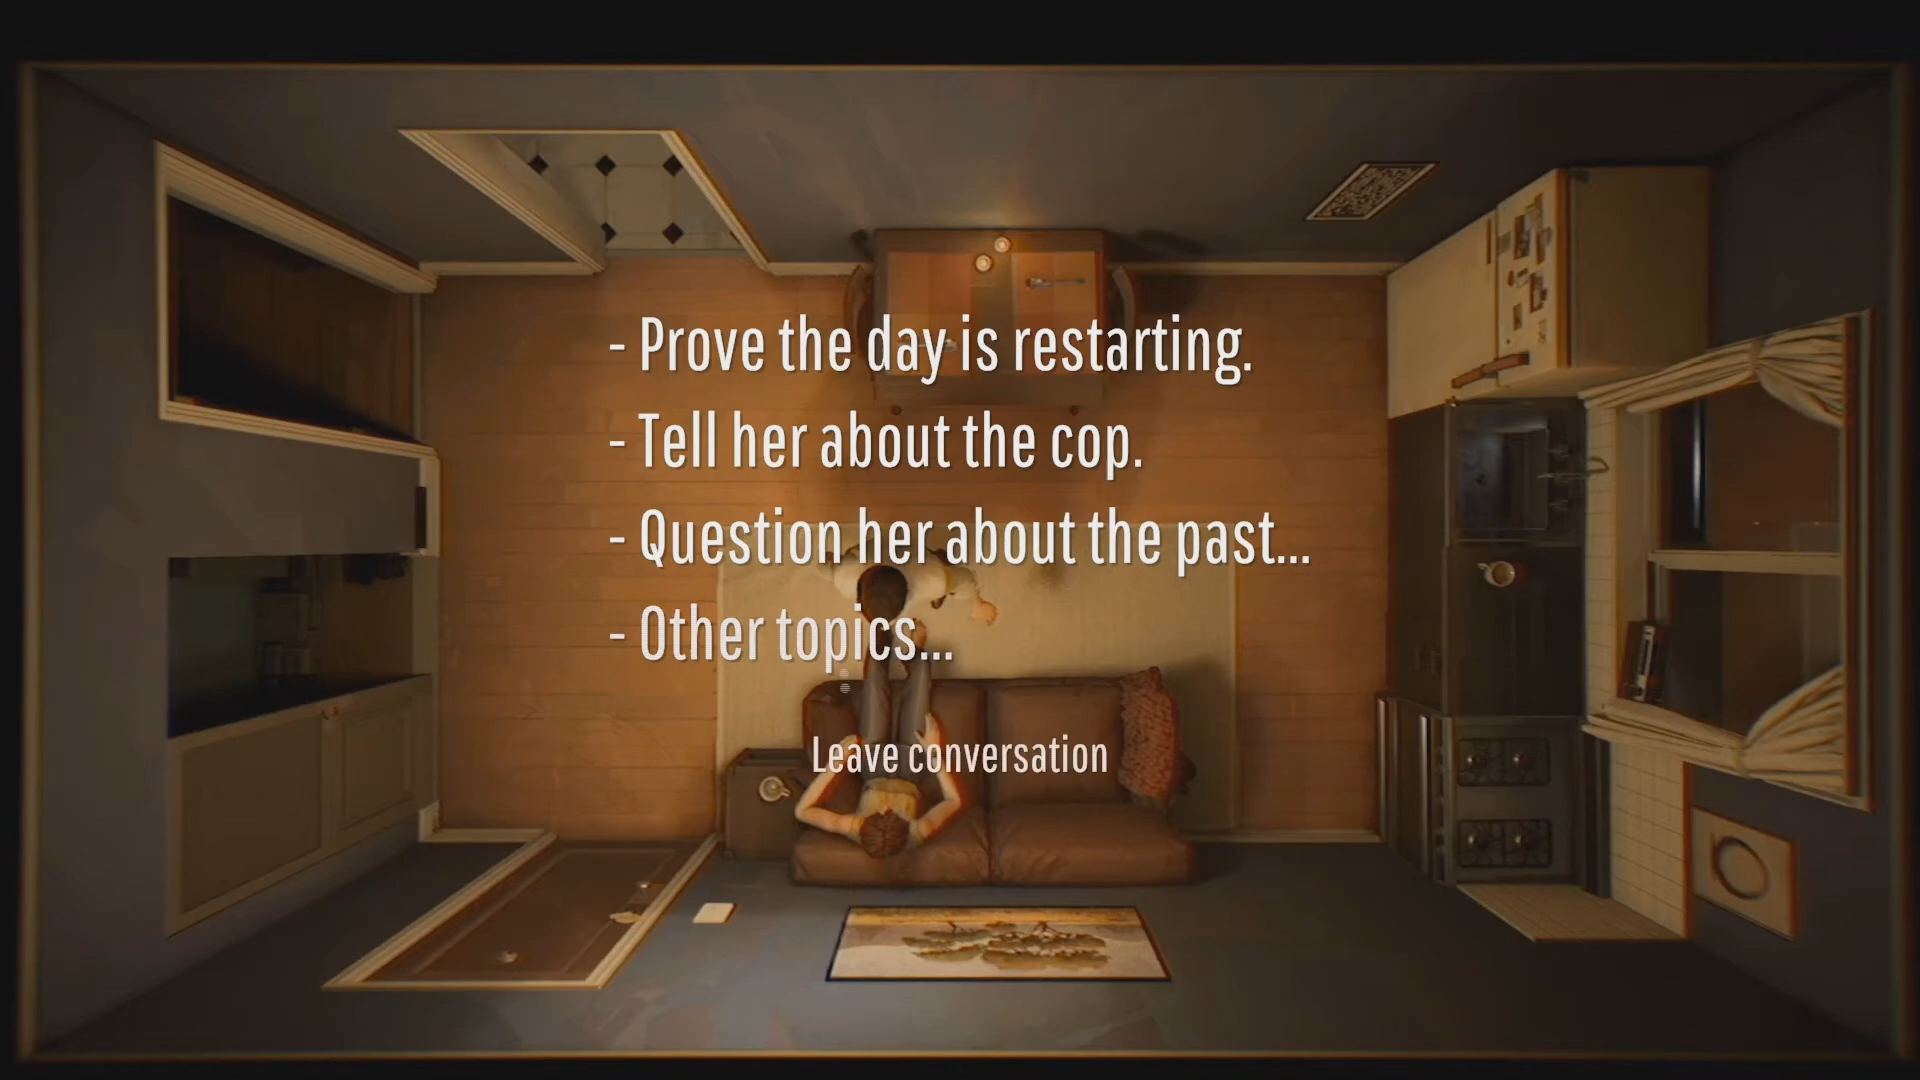 - Prove the day is restarting.
- Tell her about the cop.
- Question her about the past...
- Other topics...
Leave conversation